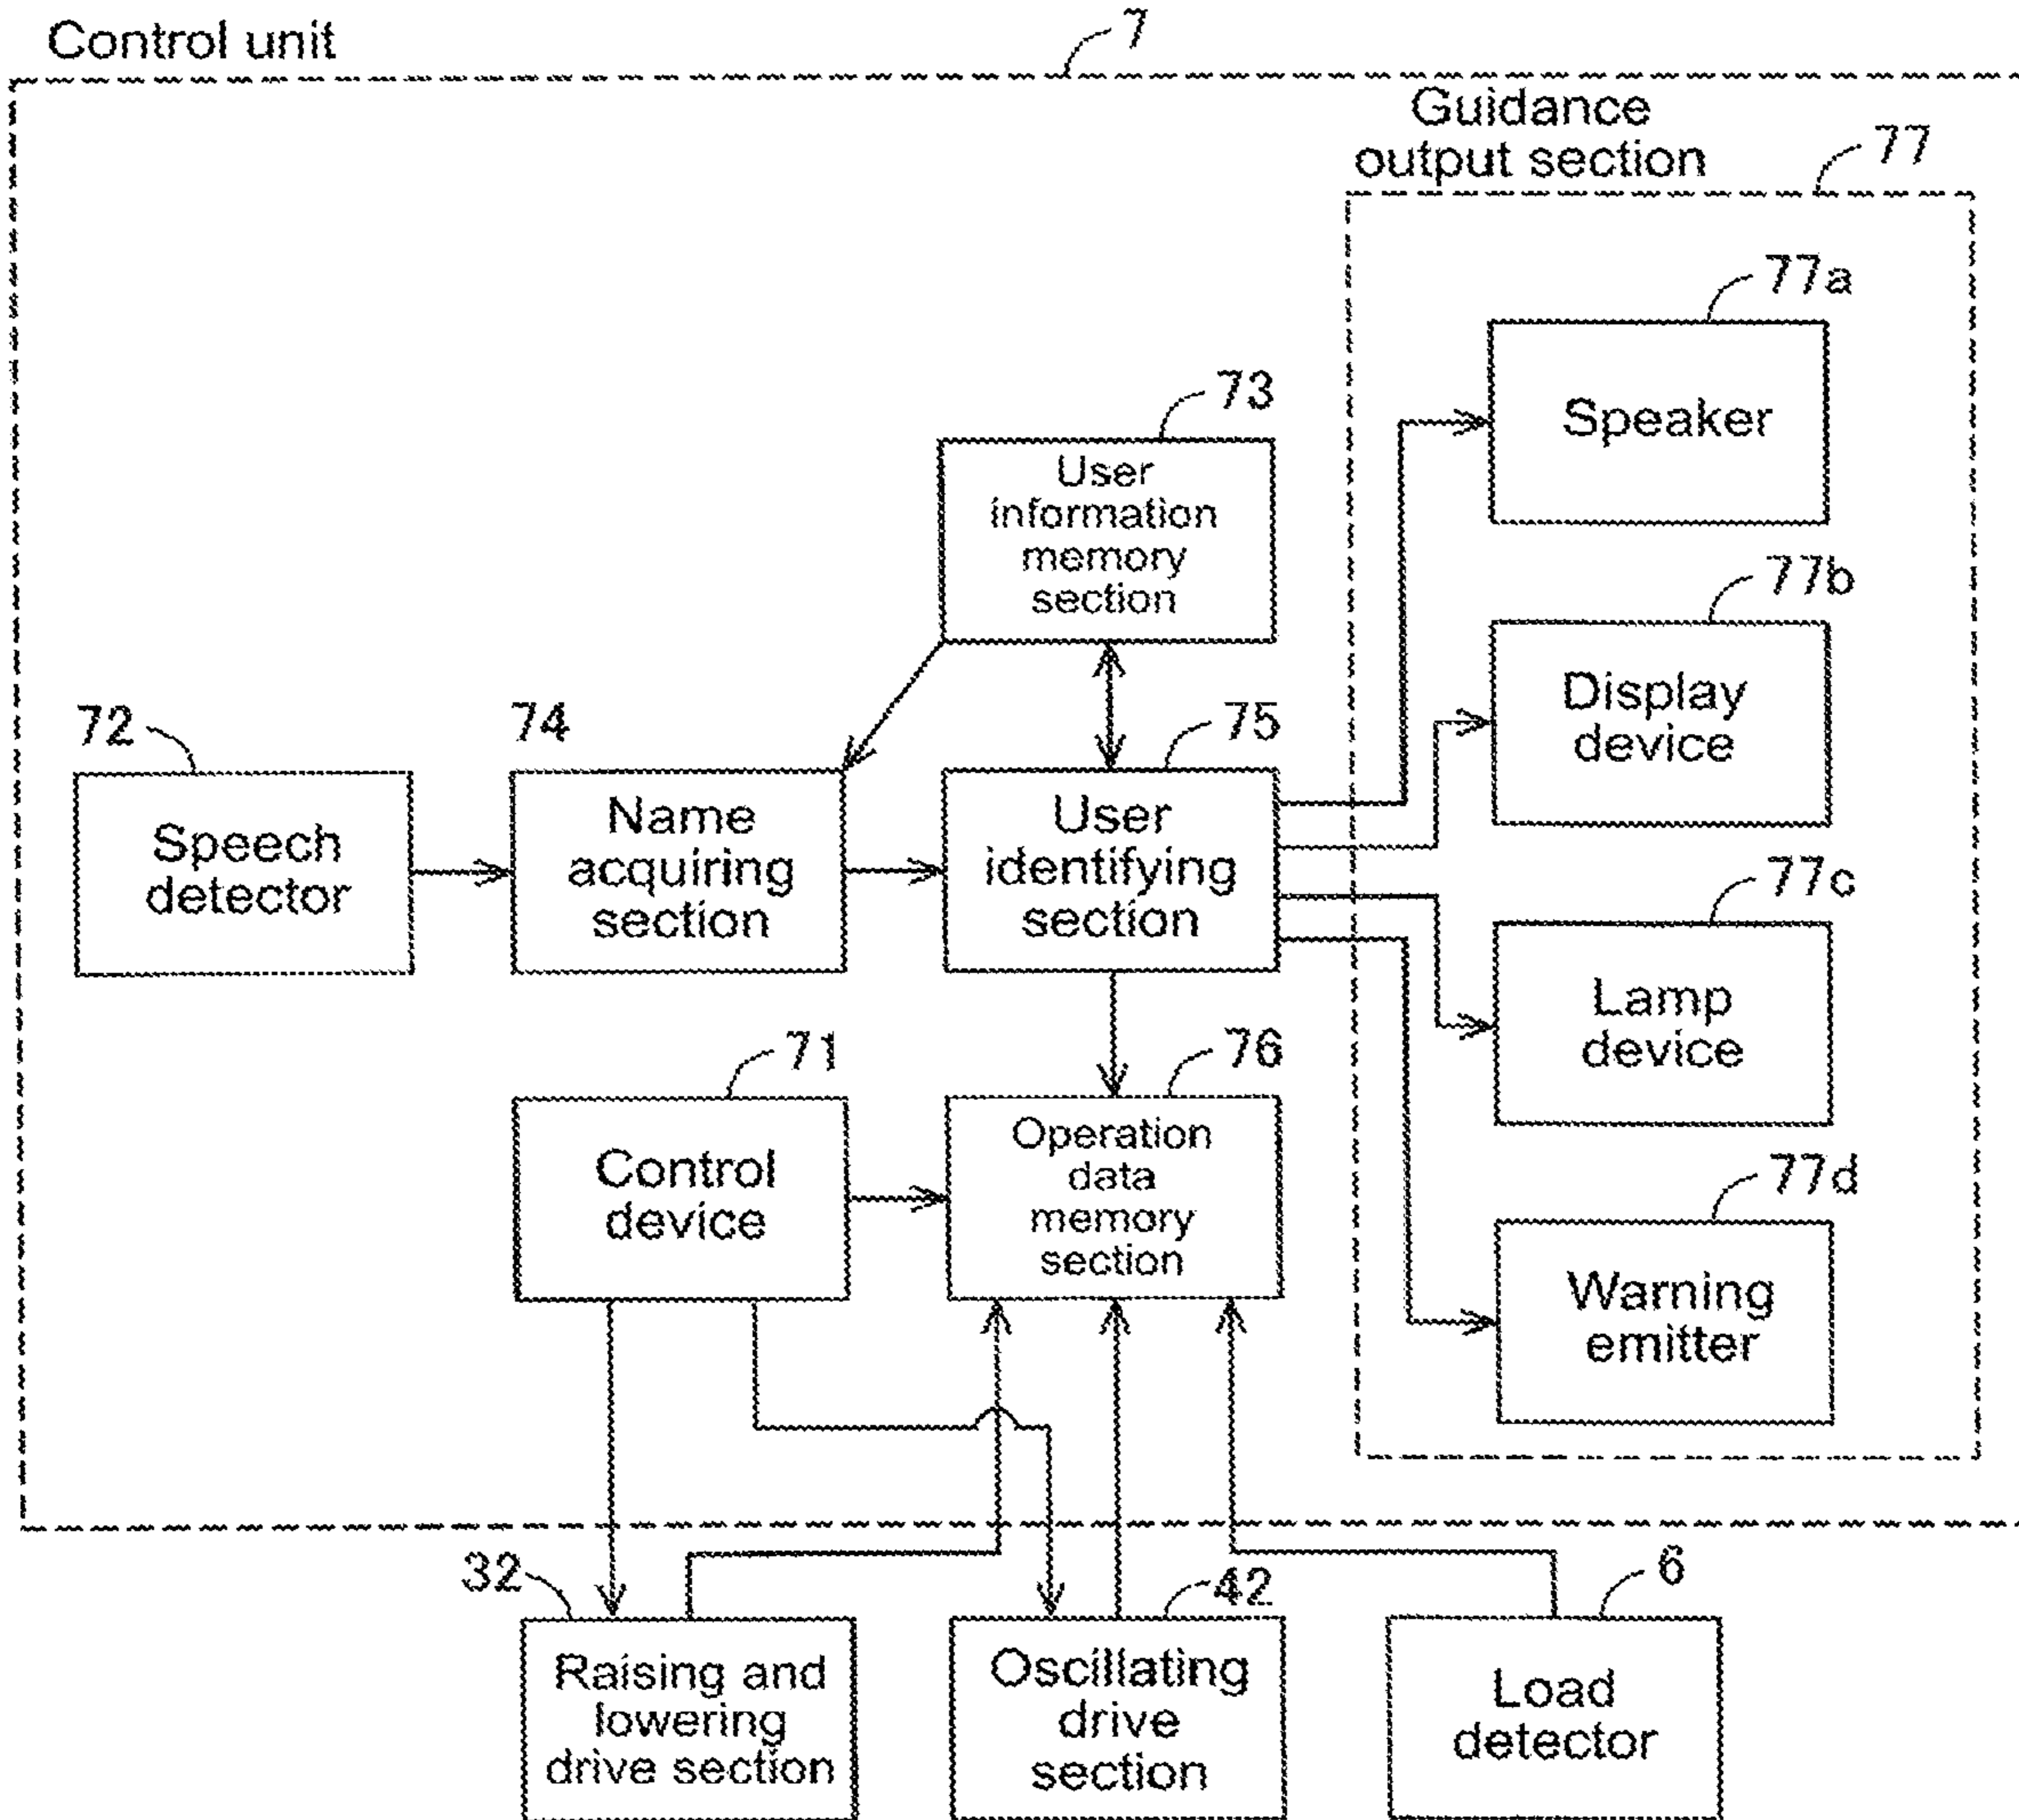 Control unit
7
Guidance
output section
77
77a
Speaker
73
User
information
memory
section
77b
Display
device
72
Speech
detector
74
Name
acquiring
section
75
User
identifying
section
77c
Lamp
device
71
Control
device
76
Operation
data
memory
section
77d
Warning
emitter
32
Raising and
lowering
drive section
42
Oscillating
drive
section
6
Load
detector